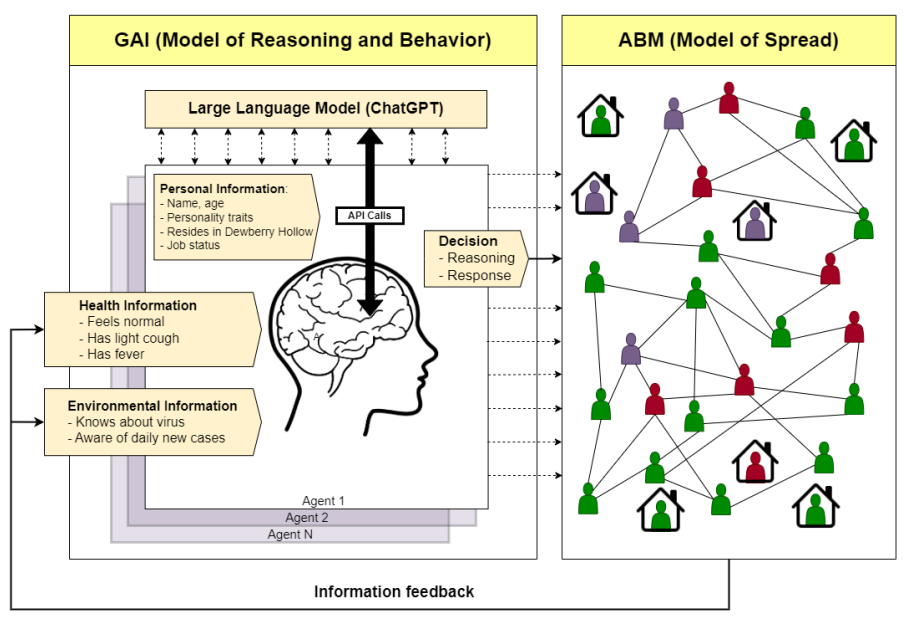 GAI (Model of Reasoning and Behavior)
ABM (Model of Spread)
Large Language Model (ChatGPT)
Personal Information:
- Name, age
- Personality traits
- Resides in Dewberry Hollow
- Job status
API Calls
Decision
- Reasoning
- Response
Health Information
- Feels normal
- Has light cough
- Has fever
Environmental Information
- Knows about virus
- Aware of daily new cases
Agent 1
Agent 2
Agent N
Information feedback